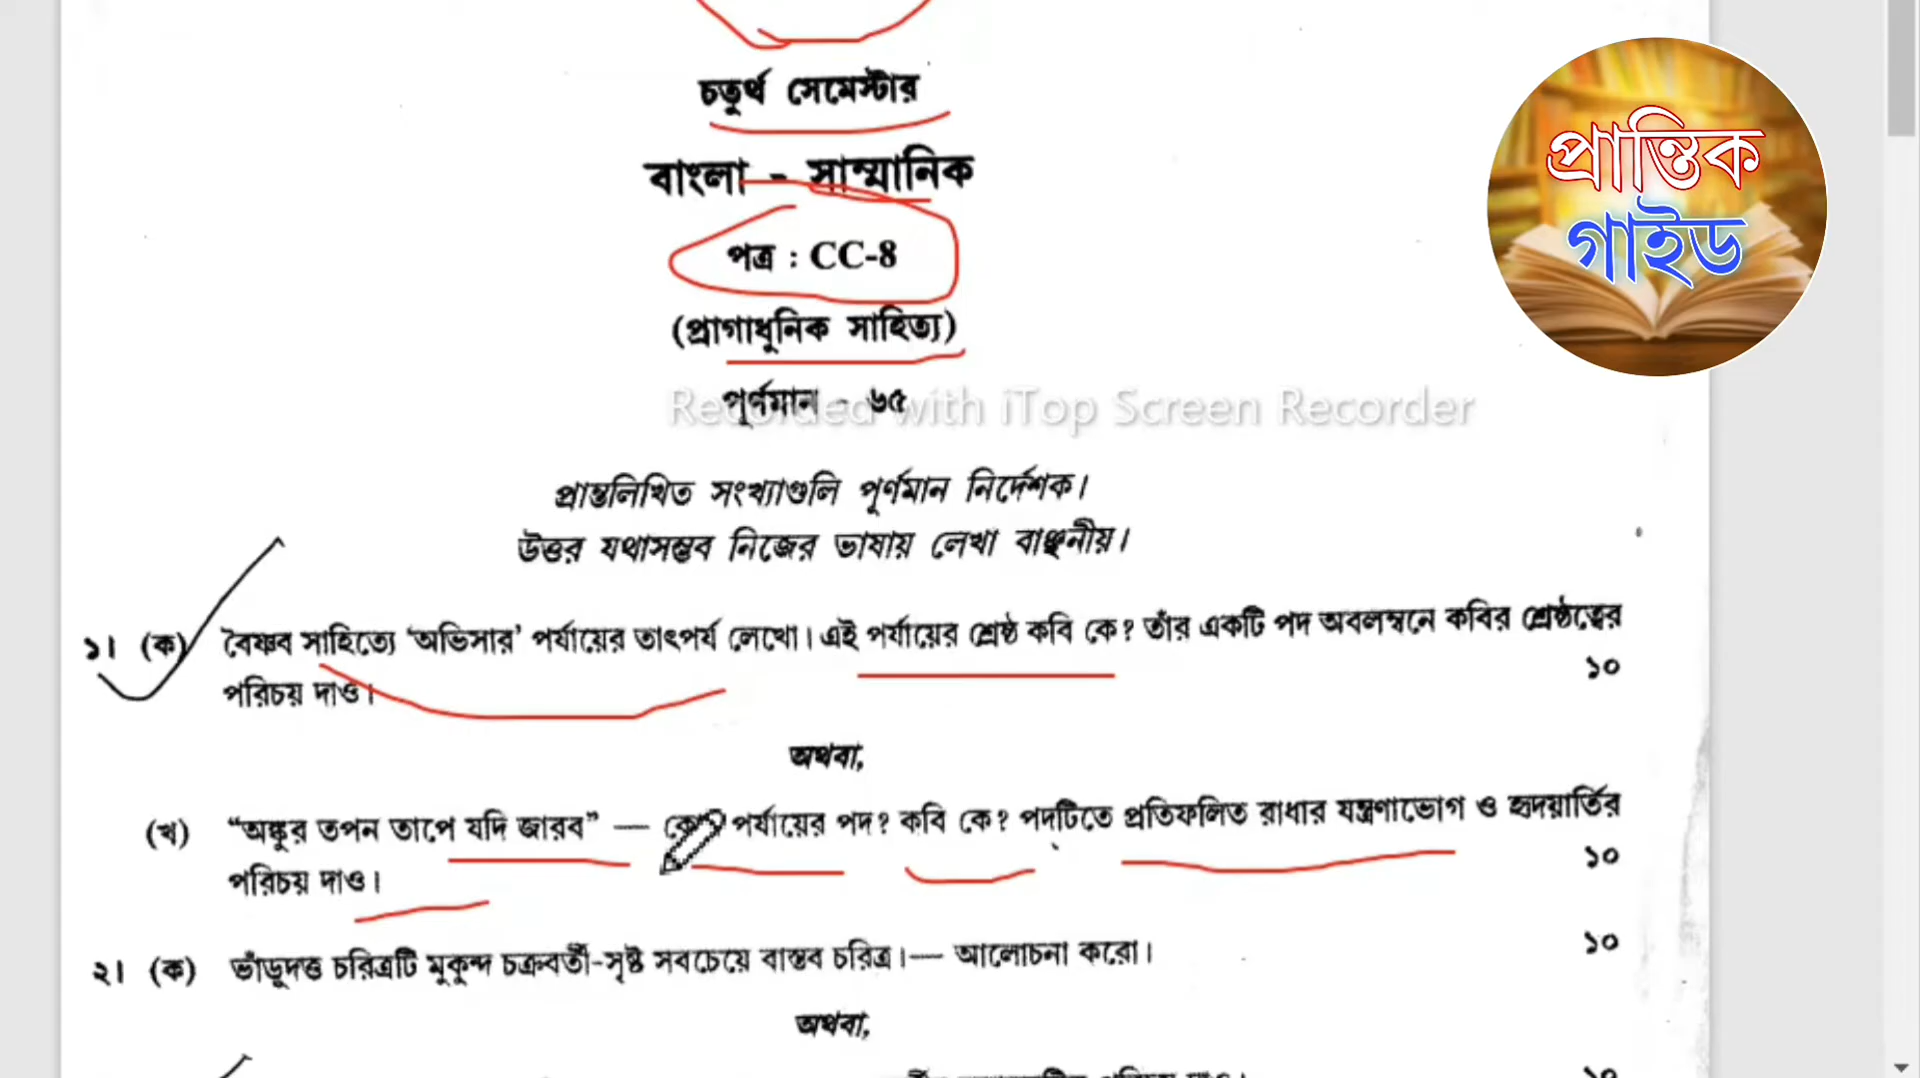 চতুর্থ সেমেস্টার
বাংলা - সাম্মানিক
পত্র : CC-8
(প্রাগাধুনিক সাহিত্য)
পূর্ণমান - ৬৫
Recorded with iTop Screen Recorder
প্রান্তিক
গাইড
প্রান্তলিখিত সংখ্যাগুলি পূর্ণমান নির্দেশক।
উত্তর যথাসম্ভব নিজের ভাষায় লেখা বাঞ্ছনীয়।
১। (ক) বৈষ্ণব সাহিত্যে ‘অভিসার’ পর্যায়ের তাৎপর্য লেখো। এই পর্যায়ের শ্রেষ্ঠ কবি কে? তাঁর একটি পদ অবলম্বনে কবির শ্রেষ্ঠত্বের
পরিচয় দাও। ১০
অথবা,
(খ) “অঙ্কুর তপন তাপে যদি জারব” — পর্যায়ের পদ? কবি কে? পদটিতে প্রতিফলিত রাধার যন্ত্রণাভোগ ও হৃদয়ার্তির
পরিচয় দাও। ১০
২। (ক) ভাঁড়ুদত্ত চরিত্রটি মুকুন্দ চক্রবর্তী-সৃষ্ট সবচেয়ে বাস্তব চরিত্র।— আলোচনা করো। ১০
অথবা,